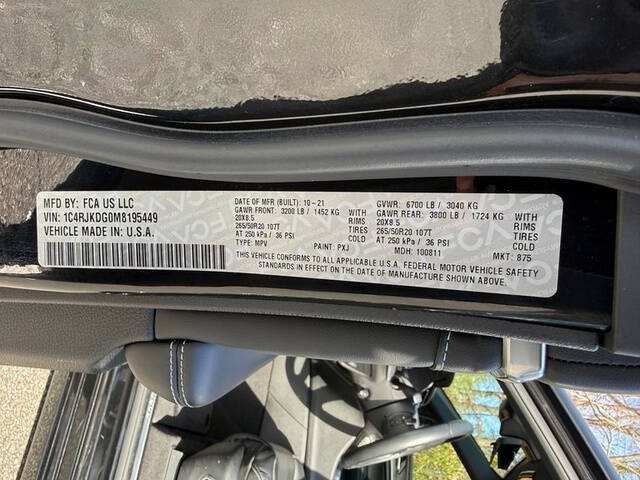 MFD BY: FCA US LLC
VIN: 1C4RJKDG0M8195449
VEHICLE MADE IN: U.S.A.
DATE OF MFR (BUILT): 10-21
GAWR FRONT: 3200 LB / 1452 KG WITH
20X8.5 RIMS
265/50R20 107T TIRES
AT 250 kPa / 36 PSI COLD
TYPE: MPV PAINT: PXJ
GVWR: 6700 LB / 3040 KG
GAWR REAR: 3800 LB / 1724 KG WITH
20X8.5 RIMS
265/50R20 107T TIRES
AT 250 kPa / 36 PSI COLD
MDH: 100811 MKT: 875
THIS VEHICLE CONFORMS TO ALL APPLICABLE U.S.A. FEDERAL MOTOR VEHICLE SAFETY
STANDARDS IN EFFECT ON THE DATE OF MANUFACTURE SHOWN ABOVE.